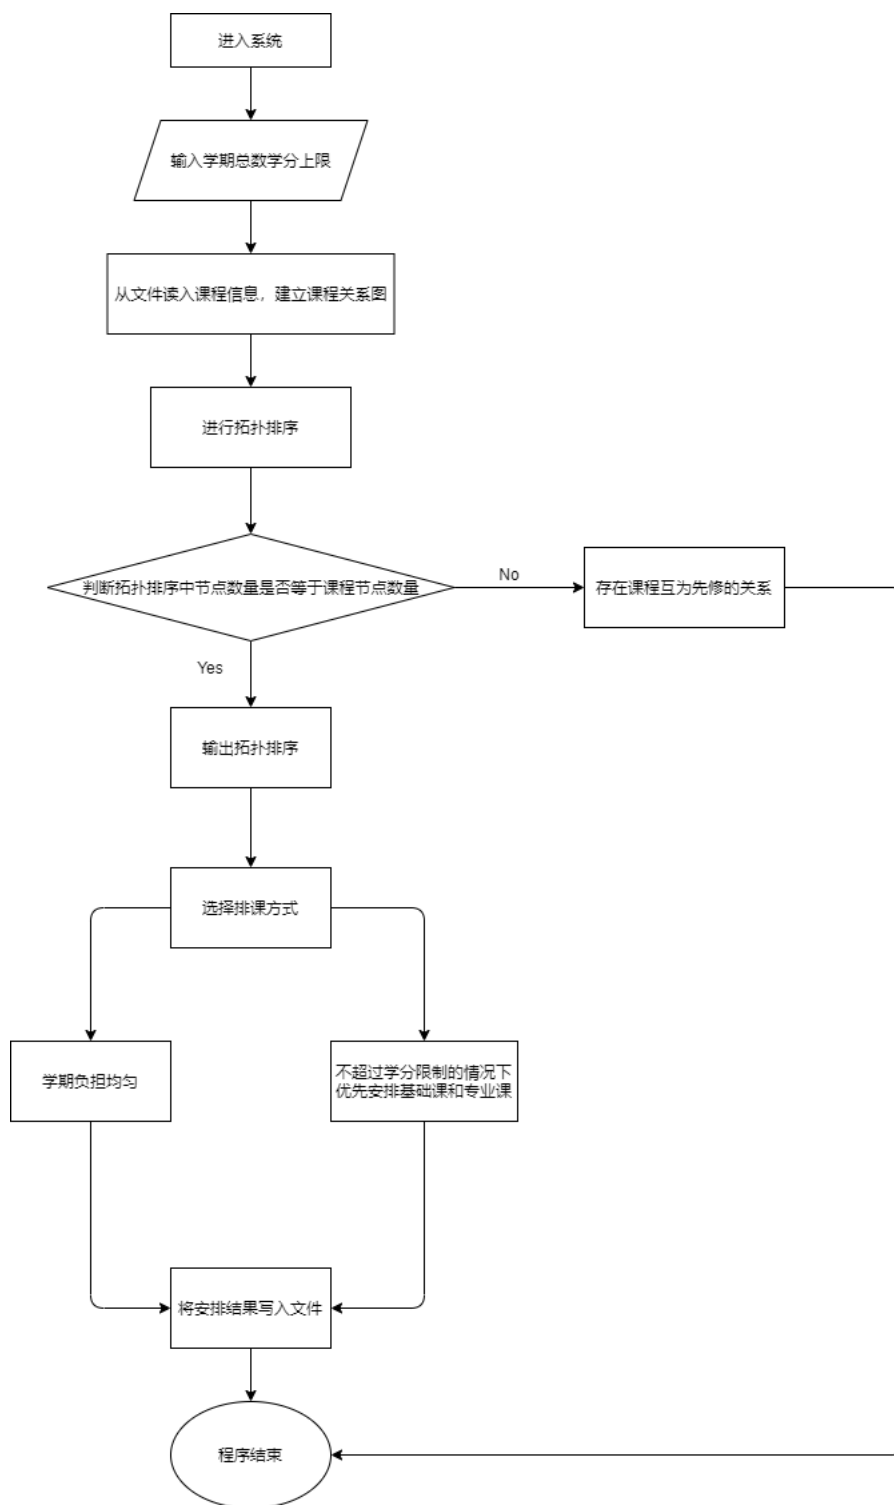 进入系统
输入学期总数学分上限
从文件读入课程信息，建立课程关系图
进行拓扑排序
判断拓扑排序中节点数量是否等于课程节点数量
No
存在课程互为先修的关系
Yes
输出拓扑排序
选择排课方式
学期负担均匀
不超过学分限制的情况下
优先安排基础课和专业课
将安排结果写入文件
程序结束